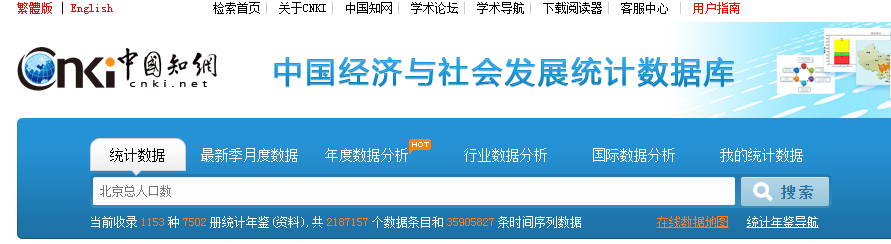 繁體版 | English 检索首页 | 关于CNKI | 中国知网 | 学术论坛 | 学术导航 | 下载阅读器 | 客服中心 | 用户指南
cnki 中國知網
cnki.net
中国经济与社会发展统计数据库
统计数据 最新季月度数据 年度数据分析 HOT 行业数据分析 国际数据分析 我的统计数据
北京总人口数 搜索
当前收录 1153 种 7502 册统计年鉴(资料), 共 2187157 个数据条目和 35905827 条时间序列数据 在线数据地图 统计年鉴导航